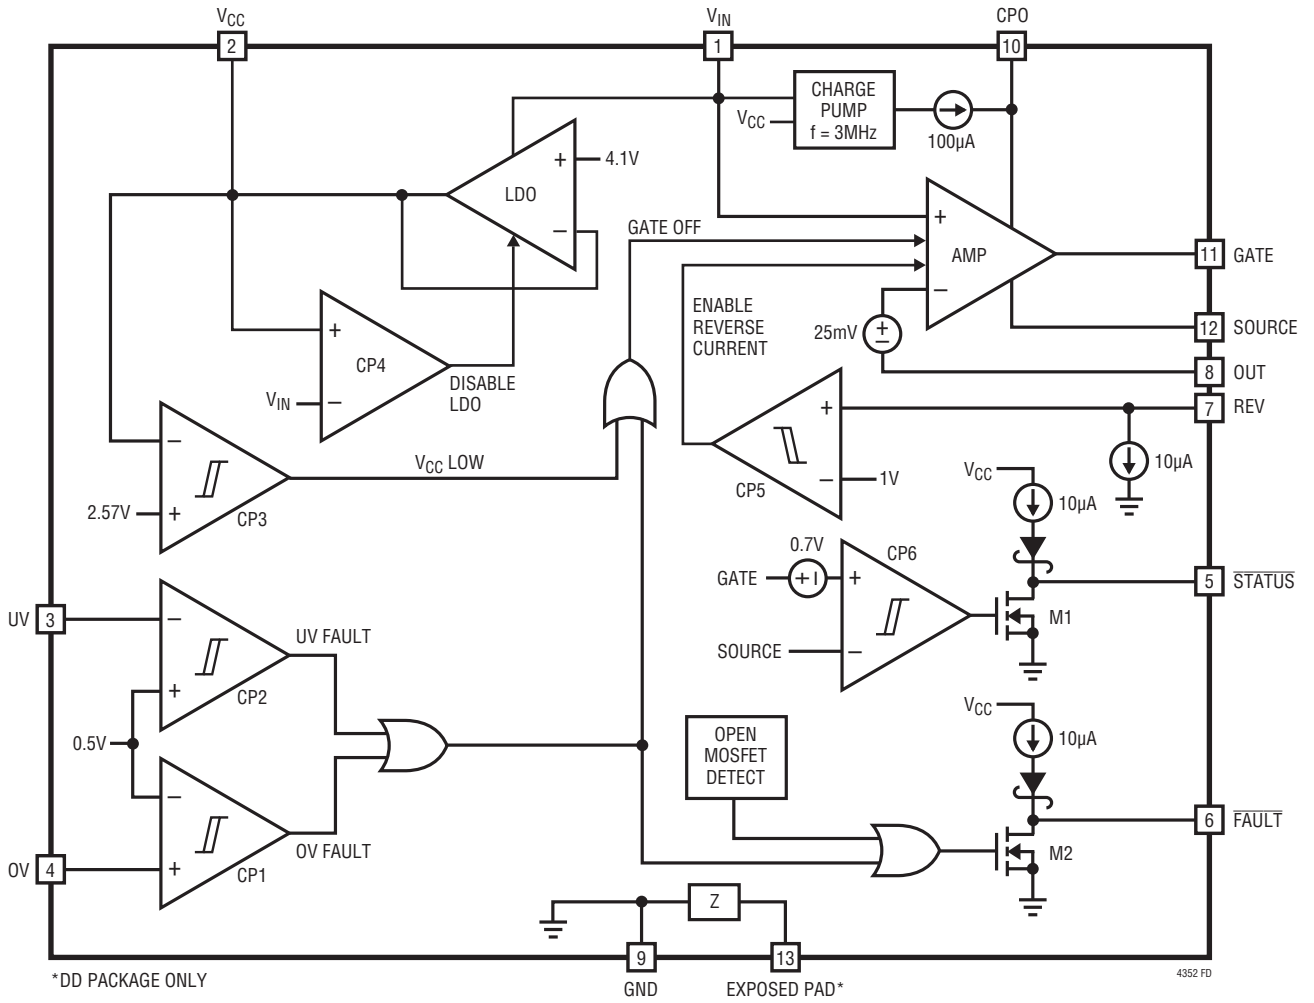 VCC
VIN
CPO
2
1
10
CHARGE
PUMP
f = 3MHz
VCC
100µA
+
4.1V
LDO
−
GATE OFF
+
AMP
−
11
GATE
ENABLE
REVERSE
CURRENT
25mV
+
−
12
SOURCE
8
OUT
+
CP4
VIN
−
DISABLE
LDO
7
REV
+
−
1V
CP5
10µA
−
2.57V
+
CP3
VCC LOW
VCC
10µA
0.7V
GATE
+ −
+
CP6
SOURCE
−
M1
5
STATUS
UV
3
−
+
CP2
UV FAULT
0.5V
−
+
CP1
OV FAULT
OV
4
OPEN
MOSFET
DETECT
VCC
10µA
6
FAULT
M2
Z
9
13
GND
EXPOSED PAD*
*DD PACKAGE ONLY
4352 FD